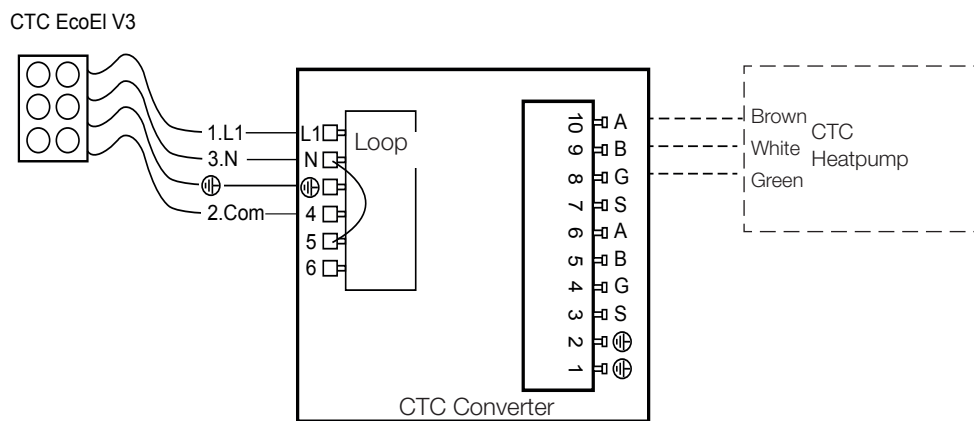 CTC EcoEl V3
1.L1
3.N
2.Com
L1
N
4
5
6
Loop
10 A
9 B
8 G
7 S
6 A
5 B
4 G
3 S
2
1
Brown
White
Green
CTC
Heatpump
CTC Converter